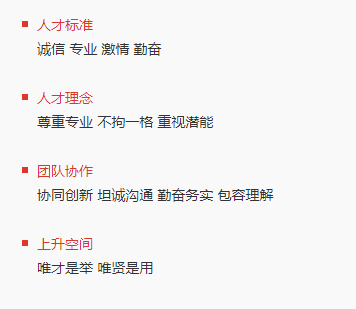 人才标准
诚信 专业 激情 勤奋
人才理念
尊重专业 不拘一格 重视潜能
团队协作
协同创新 坦诚沟通 勤奋务实 包容理解
上升空间
唯才是举 唯贤是用